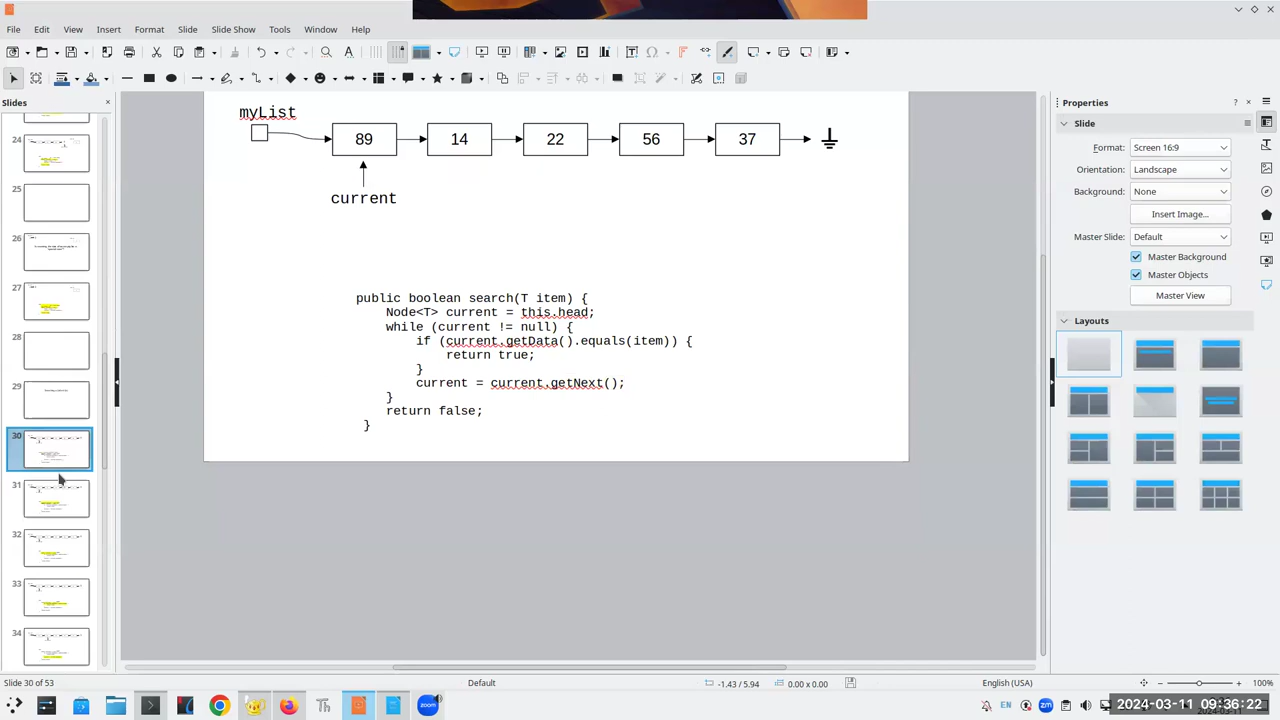 File Edit View Insert Format Slide Slide Show Tools Window Help
Slides
24
25
26
27
28
29
30
31
32
33
34
myList
89 14 22 56 37
current
public boolean search(T item) {
Node<T> current = this.head;
while (current != null) {
if (current.getData().equals(item)) {
return true;
}
current = current.getNext();
}
return false;
}
Properties
Slide
Format: Screen 16:9
Orientation: Landscape
Background: None
Insert Image...
Master Slide: Default
Master Background
Master Objects
Master View
Layouts
Slide 30 of 53 Default -1.43 / 5.94 0.00 x 0.00 English (USA) 100%
EN zm 2024-03-11 09:36:22
zoom